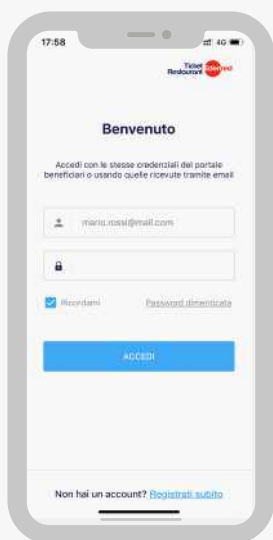 17:58
4G
Ticket
Restaurant Edenred
Benvenuto
Accedi con le stesse credenziali del portale
beneficiari o usando quelle ricevute tramite email
mario.rossi@mail.com
Ricordami Password dimenticata
ACCEDI
Non hai un account? Registrati subito